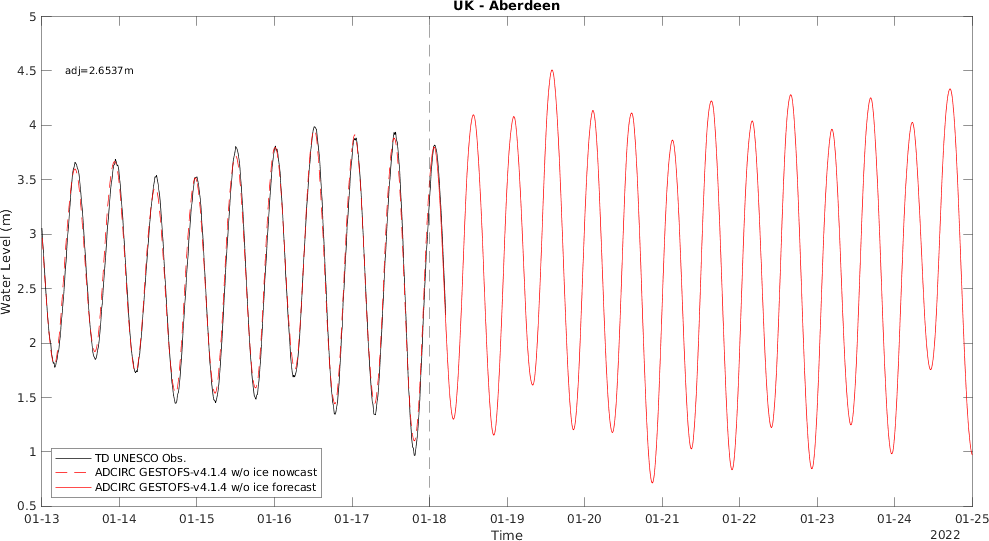 UK - Aberdeen
5
4.5
4
3.5
3
2.5
2
1.5
1
0.5
Water Level (m)
adj=2.6537m
TD UNESCO Obs.
ADCIRC GESTOFS-v4.1.4 w/o ice nowcast
ADCIRC GESTOFS-v4.1.4 w/o ice forecast
01-13 01-14 01-15 01-16 01-17 01-18 01-19 01-20 01-21 01-22 01-23 01-24 01-25
Time
2022